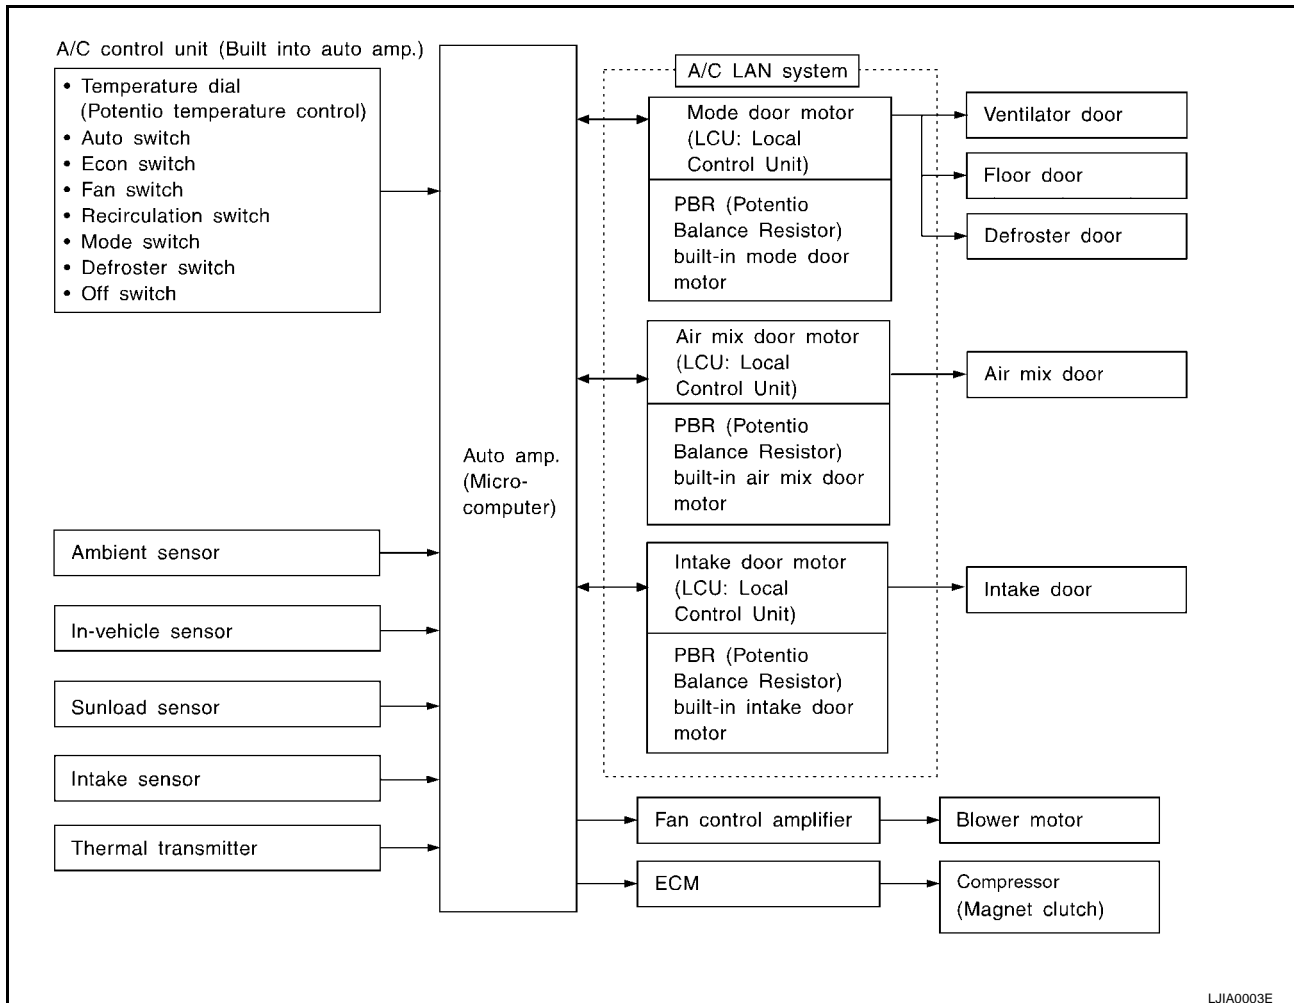 A/C control unit (Built into auto amp.)
• Temperature dial
(Potentio temperature control)
• Auto switch
• Econ switch
• Fan switch
• Recirculation switch
• Mode switch
• Defroster switch
• Off switch
Ambient sensor
In-vehicle sensor
Sunload sensor
Intake sensor
Thermal transmitter
Auto amp.
(Micro-
computer)
A/C LAN system
Mode door motor
(LCU: Local
Control Unit)
PBR (Potentio
Balance Resistor)
built-in mode door
motor
Air mix door motor
(LCU: Local
Control Unit)
PBR (Potentio
Balance Resistor)
built-in air mix door
motor
Intake door motor
(LCU: Local
Control Unit)
PBR (Potentio
Balance Resistor)
built-in intake door
motor
Fan control amplifier
ECM
Ventilator door
Floor door
Defroster door
Air mix door
Intake door
Blower motor
Compressor
(Magnet clutch)
LJIA0003E